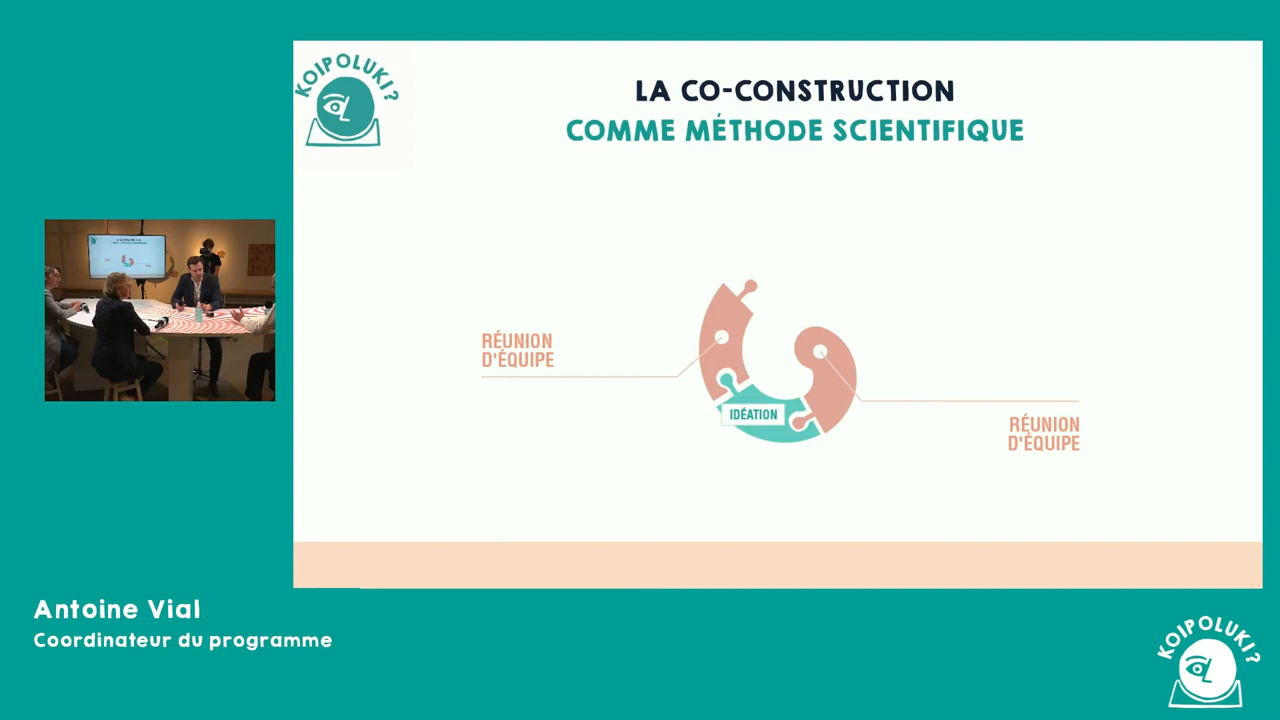 KOIPOLUKI?
LA CO-CONSTRUCTION
COMME MÉTHODE SCIENTIFIQUE
RÉUNION
D'ÉQUIPE
IDÉATION
RÉUNION
D'ÉQUIPE
Antoine Vial
Coordinateur du programme
KOIPOLUKI?